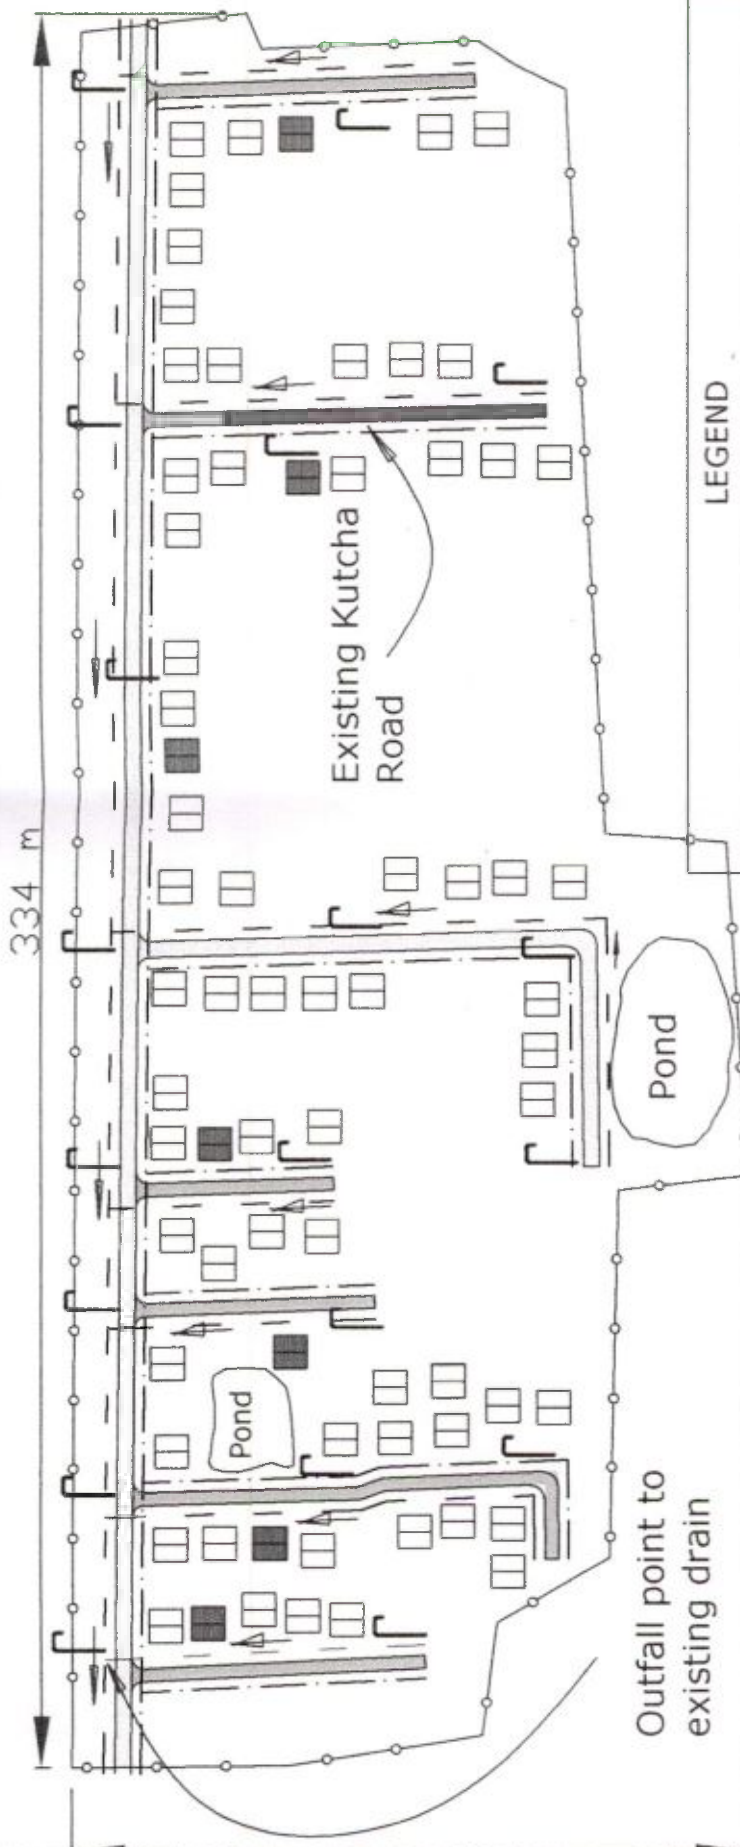 334 m
LEGEND
Existing Kutcha
Road
Pond
Pond
Outfall point to
existing drain